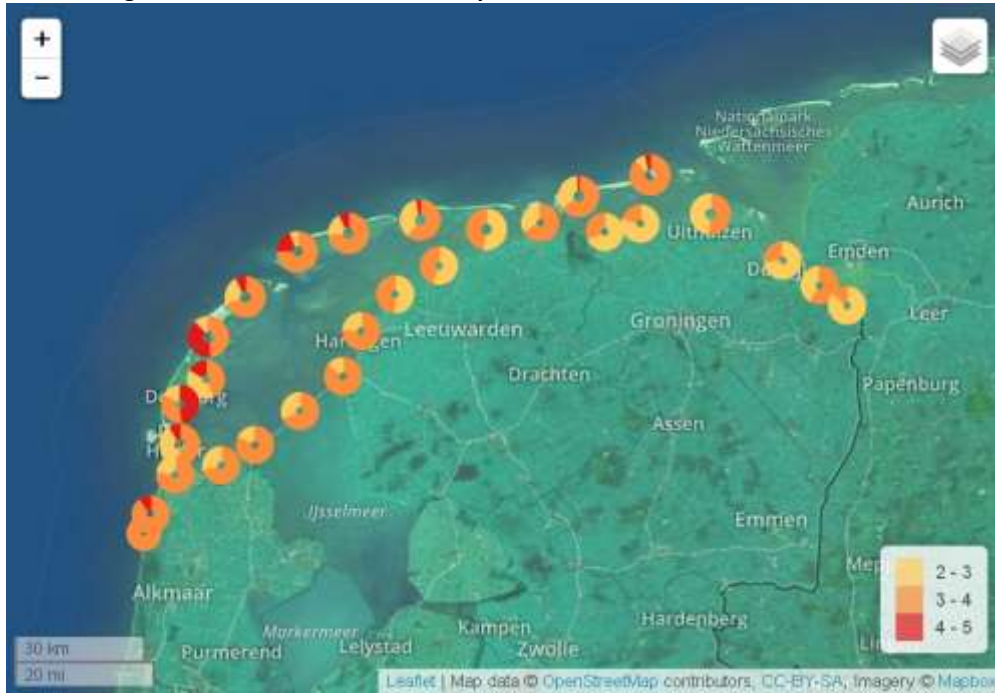 +
−
Nationalpark
Niedersächsisches
Wattenmeer
Aurich
Emden
Leer
Leeuwarden
Groningen
Drachten
Papenburg
Assen
IJsselmeer
Emmen
Alkmaar
Markermeer
Kampen
Hardenberg
Purmerend
Lelystad
Zwolle
2 - 3
3 - 4
4 - 5
30 km
20 mi
Leaflet | Map data © OpenStreetMap contributors, CC-BY-SA, Imagery © Mapbox